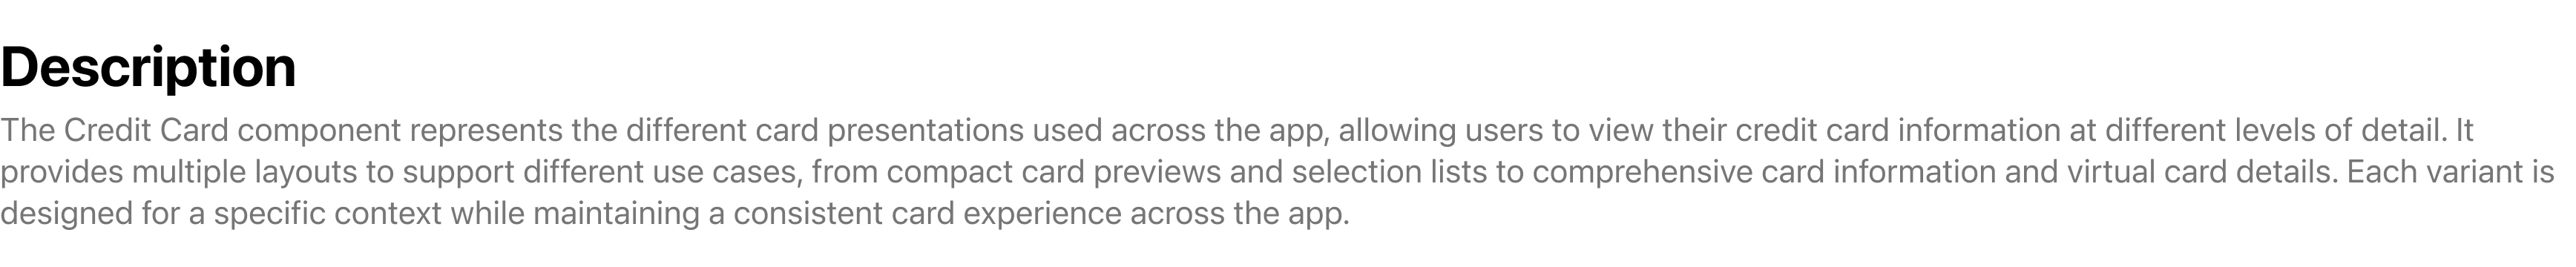 Description
The Credit Card component represents the different card presentations used across the app, allowing users to view their credit card information at different levels of detail. It
provides multiple layouts to support different use cases, from compact card previews and selection lists to comprehensive card information and virtual card details. Each variant is
designed for a specific context while maintaining a consistent card experience across the app.